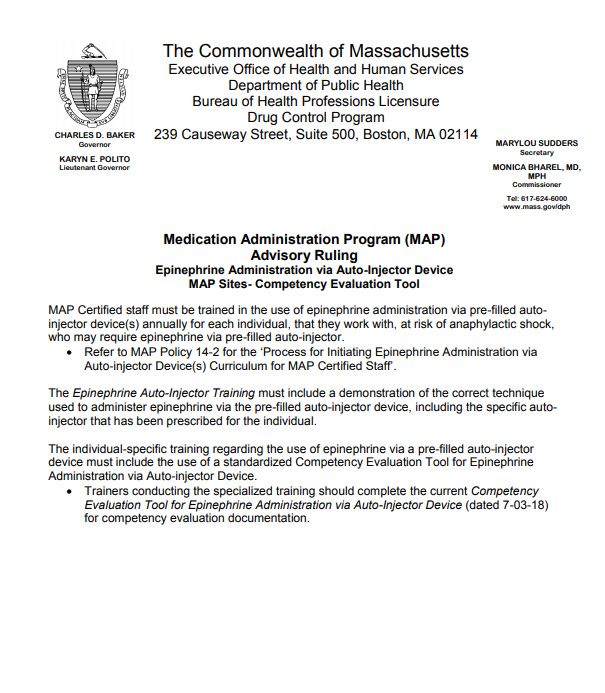 The Commonwealth of Massachusetts
Executive Office of Health and Human Services
Department of Public Health
Bureau of Health Professions Licensure
Drug Control Program
239 Causeway Street, Suite 500, Boston, MA 02114
CHARLES D. BAKER
Governor
KARYN E. POLITO
Lieutenant Governor
MARYLOU SUDDERS
Secretary
MONICA BHAREL, MD,
MPH
Commissioner
Tel: 617-624-6000
www.mass.gov/dph
Medication Administration Program (MAP)
Advisory Ruling
Epinephrine Administration via Auto-Injector Device
MAP Sites- Competency Evaluation Tool
MAP Certified staff must be trained in the use of epinephrine administration via pre-filled auto-
injector device(s) annually for each individual, that they work with, at risk of anaphylactic shock,
who may require epinephrine via pre-filled auto-injector.
• Refer to MAP Policy 14-2 for the ‘Process for Initiating Epinephrine Administration via
Auto-injector Device(s) Curriculum for MAP Certified Staff’.
The Epinephrine Auto-Injector Training must include a demonstration of the correct technique
used to administer epinephrine via the pre-filled auto-injector device, including the specific auto-
injector that has been prescribed for the individual.
The individual-specific training regarding the use of epinephrine via a pre-filled auto-injector
device must include the use of a standardized Competency Evaluation Tool for Epinephrine
Administration via Auto-injector Device.
• Trainers conducting the specialized training should complete the current Competency
Evaluation Tool for Epinephrine Administration via Auto-Injector Device (dated 7-03-18)
for competency evaluation documentation.